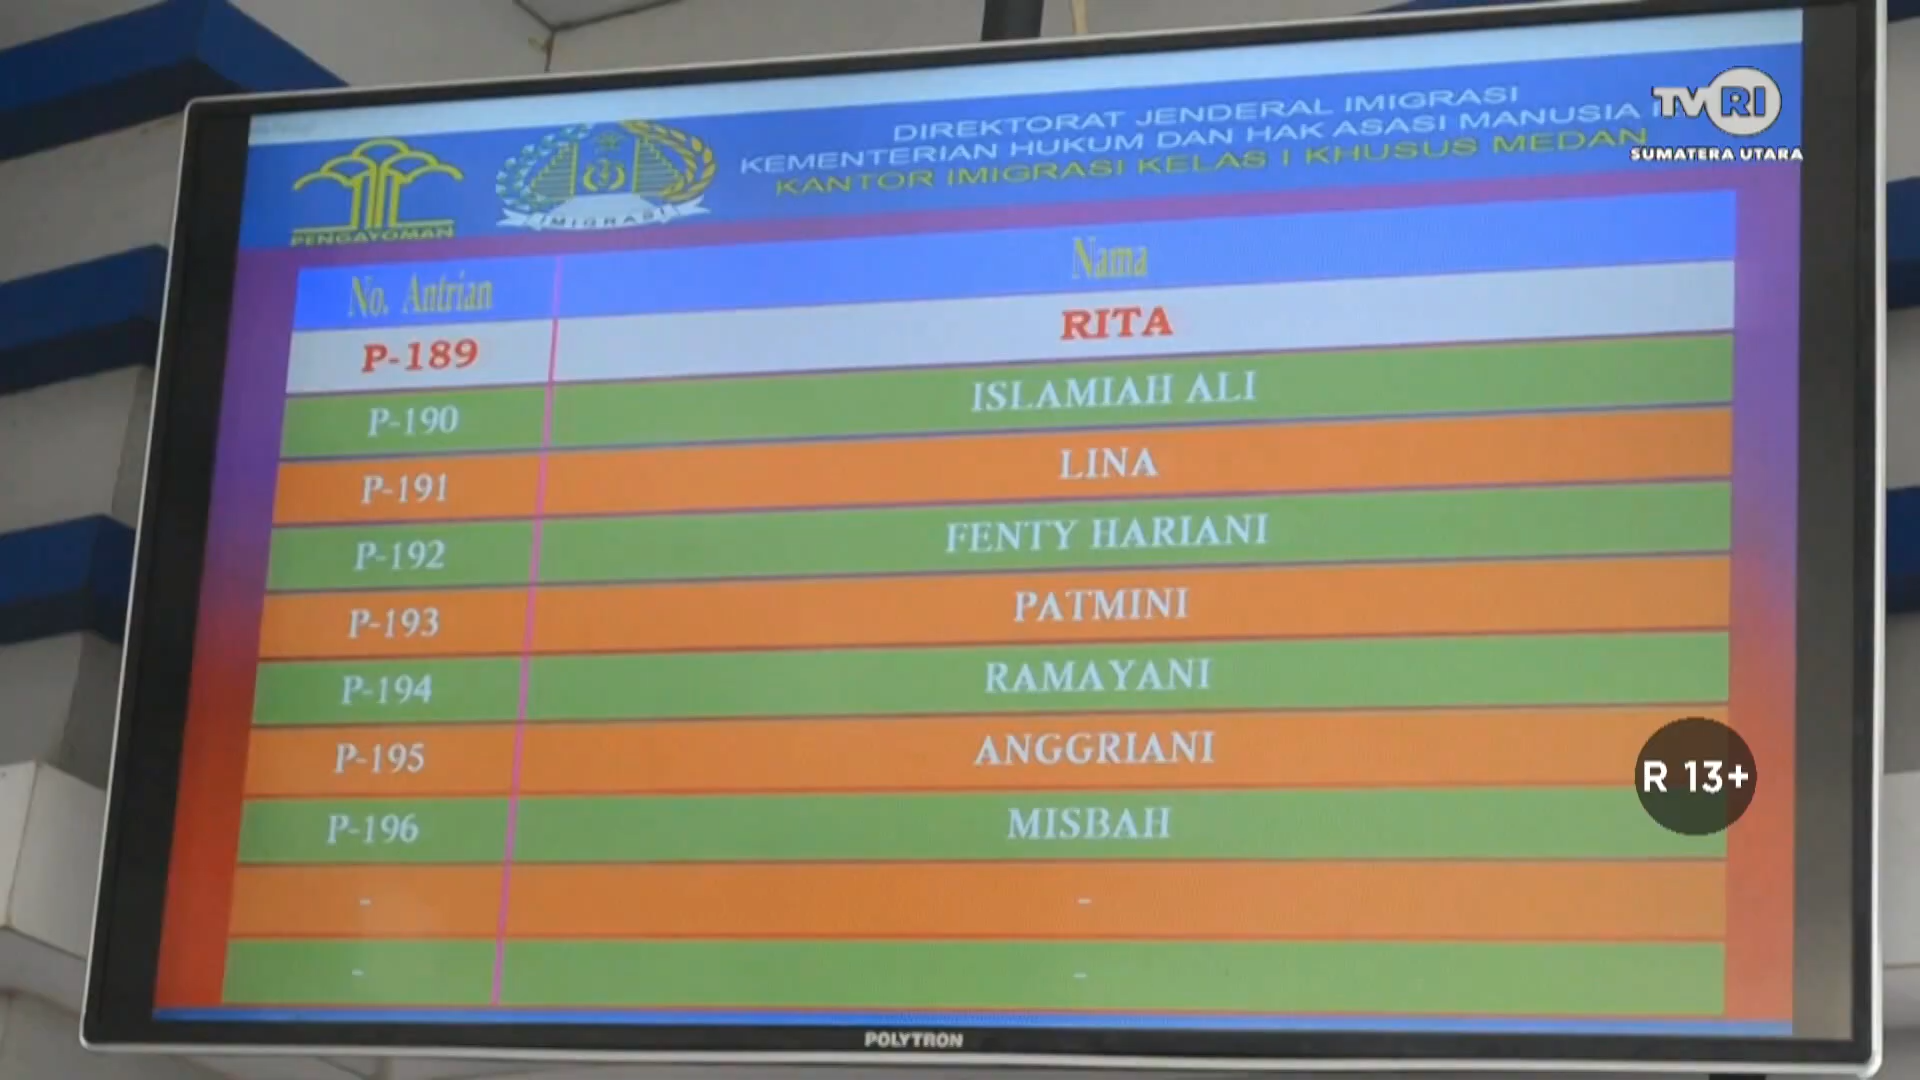 DIREKTORAT JENDERAL IMIGRASI
KEMENTERIAN HUKUM DAN HAK ASASI MANUSIA
KANTOR IMIGRASI KELAS I KHUSUS MEDAN
PENGAYOMAN
IMIGRASI
TVRI
SUMATERA UTARA
No. Antrian Nama
P-189 RITA
P-190 ISLAMIAH ALI
P-191 LINA
P-192 FENTY HARIANI
P-193 PATMINI
P-194 RAMAYANI
P-195 ANGGRIANI
P-196 MISBAH
- -
- -
R 13+
POLYTRON